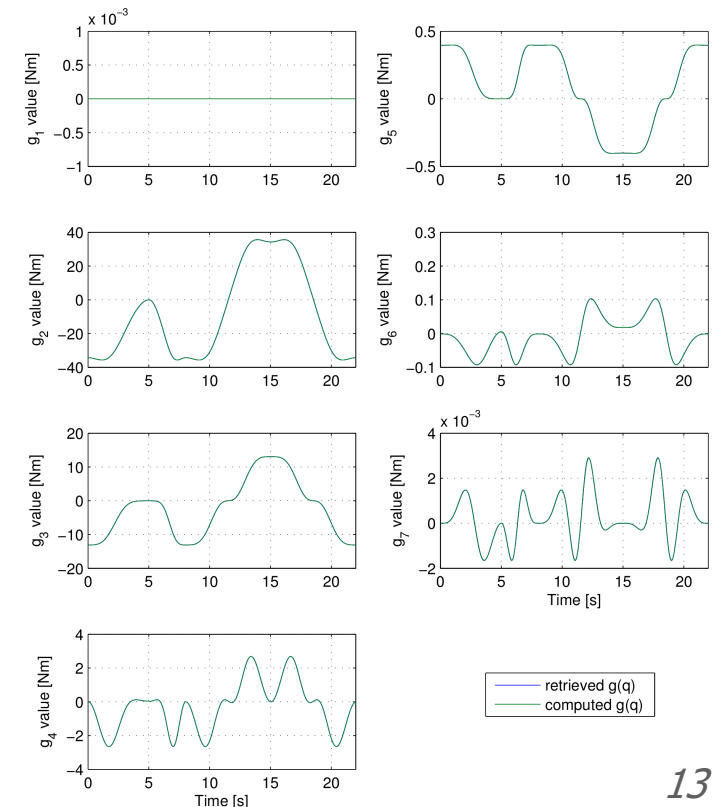 x 10⁻³
1
0.5
0
−0.5
−1
g₁ value [Nm]
0 5 10 15 20
0.5
0
−0.5
g₅ value [Nm]
0 5 10 15 20
40
20
0
−20
−40
g₂ value [Nm]
0 5 10 15 20
0.3
0.2
0.1
0
−0.1
g₆ value [Nm]
0 5 10 15 20
20
10
0
−10
−20
g₃ value [Nm]
0 5 10 15 20
x 10⁻³
4
2
0
−2
g₇ value [Nm]
0 5 10 15 20
Time [s]
4
2
0
−2
−4
g₄ value [Nm]
0 5 10 15 20
Time [s]
retrieved g(q)
computed g(q)
13